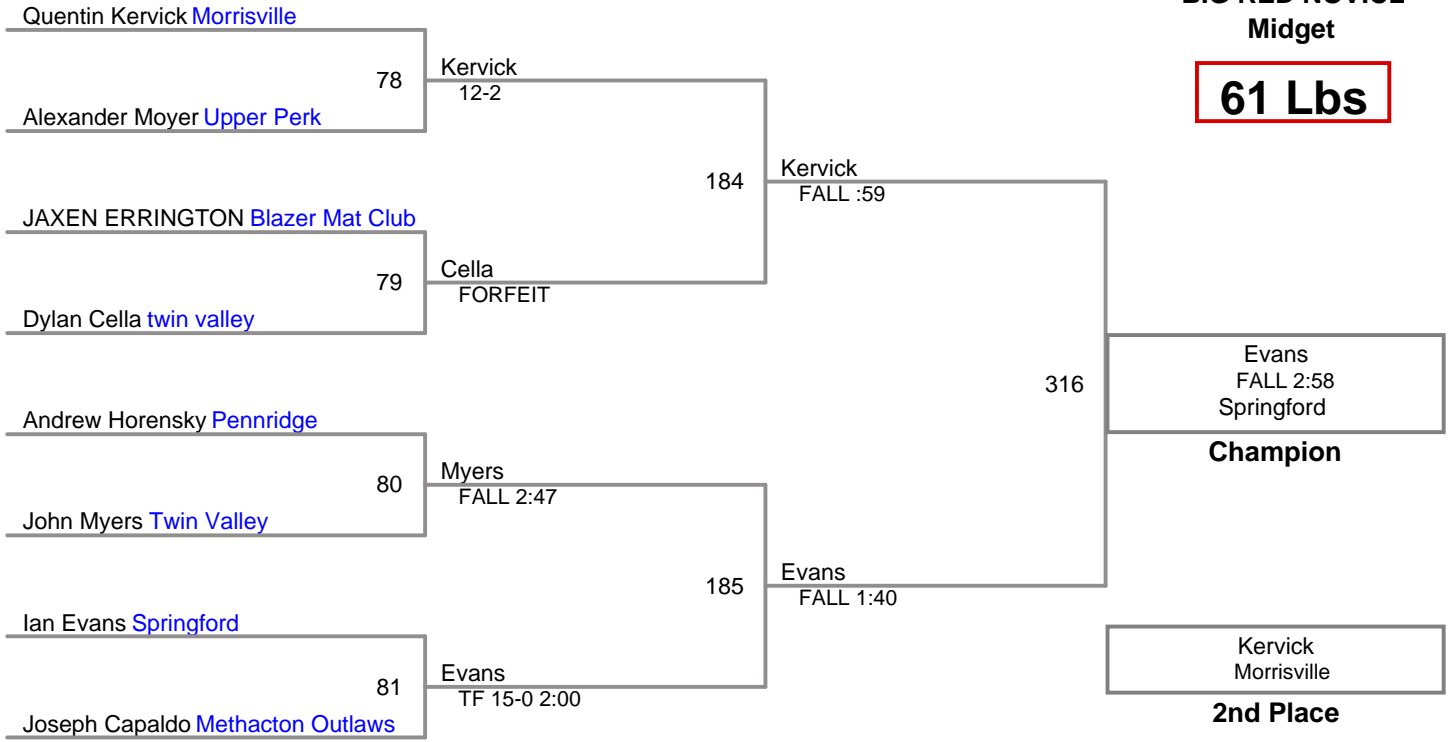 BIG RED NOVICE
Midget
61 Lbs
Quentin Kervick Morrisville
78
Alexander Moyer Upper Perk
Kervick
12-2
JAXEN ERRINGTON Blazer Mat Club
79
Dylan Cella twin valley
Cella
FORFEIT
184
Kervick
FALL :59
Andrew Horensky Pennridge
80
John Myers Twin Valley
Myers
FALL 2:47
Ian Evans Springford
81
Joseph Capaldo Methacton Outlaws
Evans
TF 15-0 2:00
185
Evans
FALL 1:40
316
Evans
FALL 2:58
Springford
Champion
Kervick
Morrisville
2nd Place